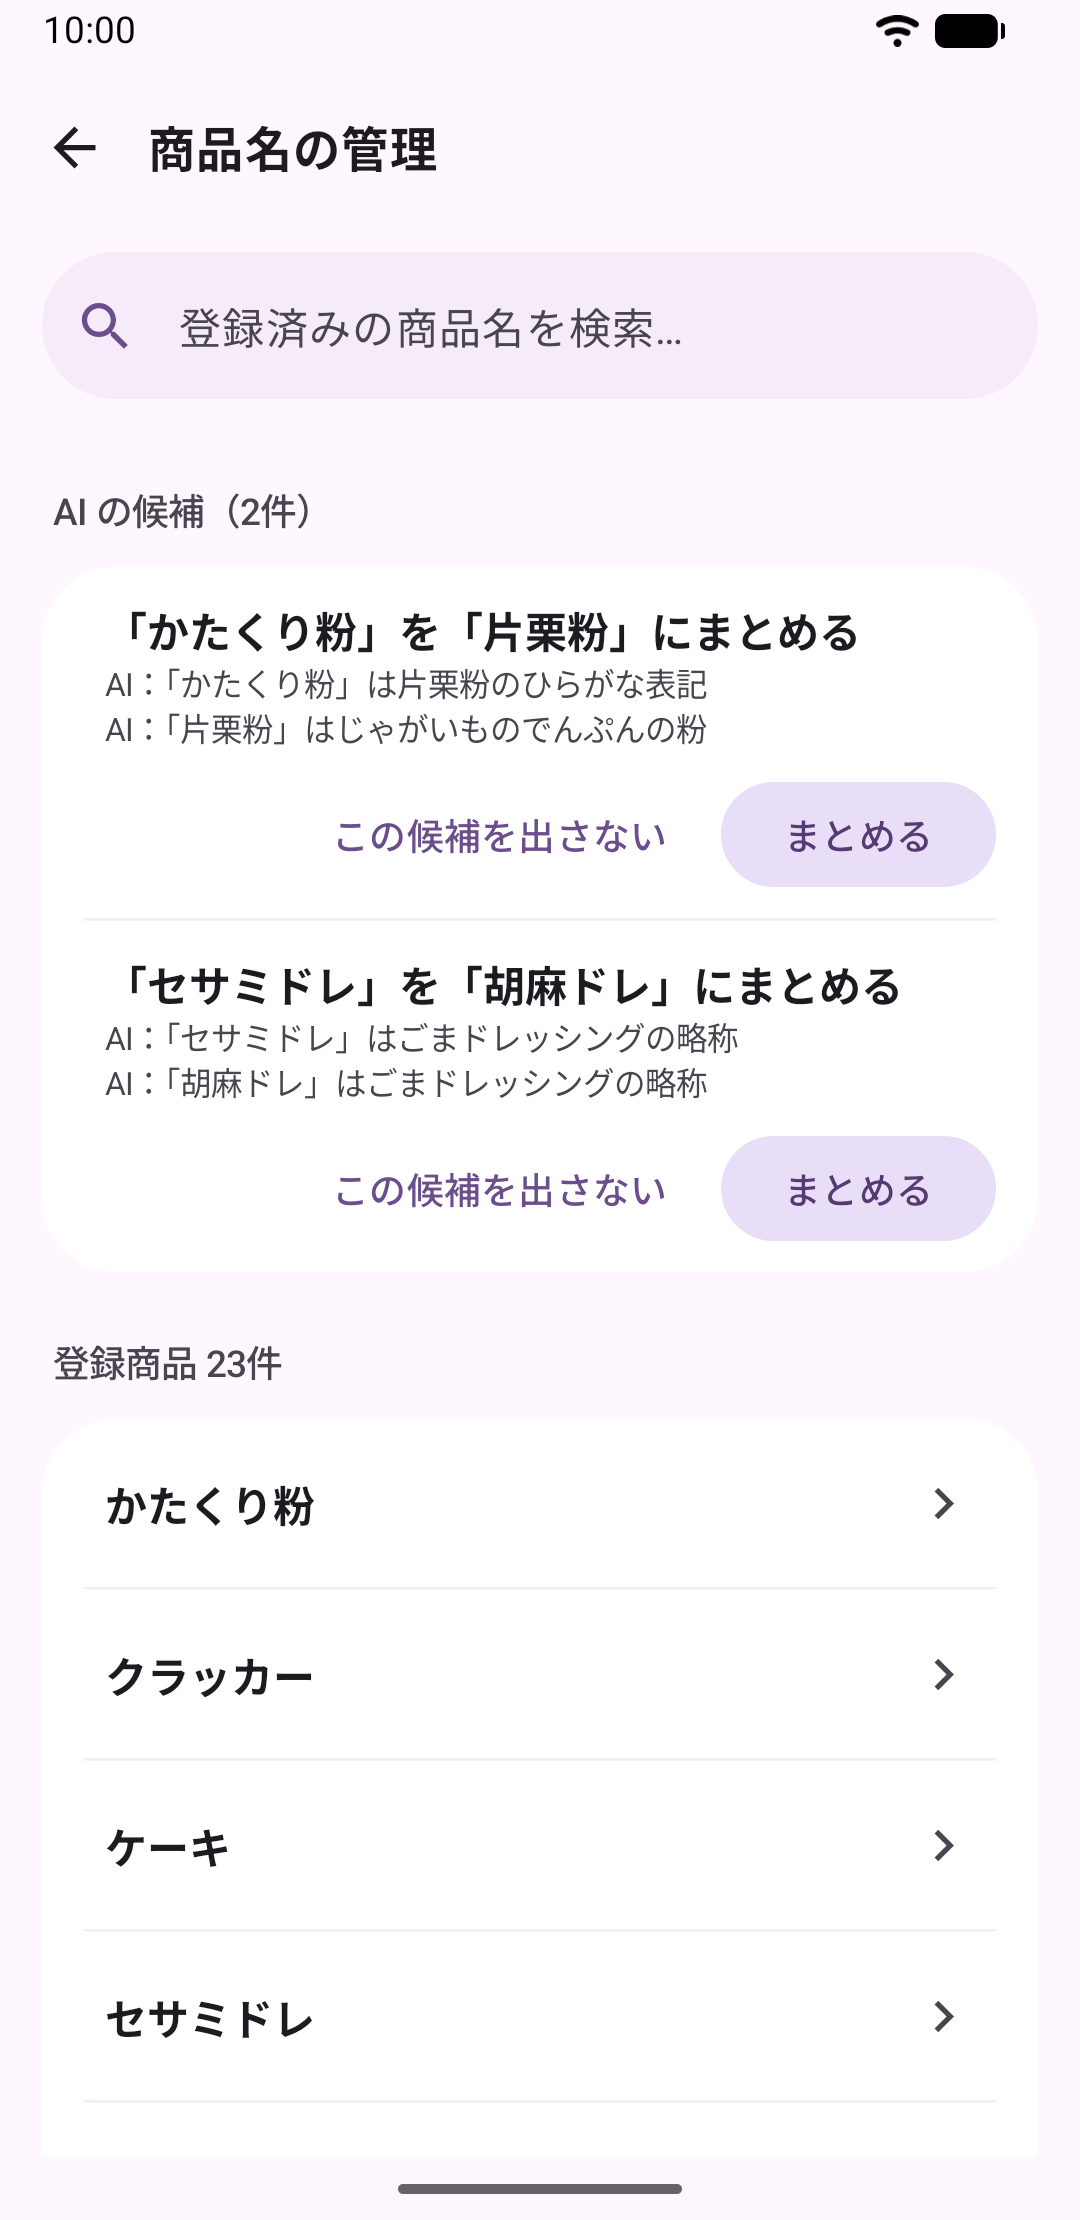 10:00
商品名の管理
登録済みの商品名を検索...
AI の候補（2件）
「かたくり粉」を「片栗粉」にまとめる
AI：「かたくり粉」は片栗粉のひらがな表記
AI：「片栗粉」はじゃがいものでんぷんの粉
この候補を出さない
まとめる
「セサミドレ」を「胡麻ドレ」にまとめる
AI：「セサミドレ」はごまドレッシングの略称
AI：「胡麻ドレ」はごまドレッシングの略称
この候補を出さない
まとめる
登録商品 23件
かたくり粉
クラッカー
ケーキ
セサミドレ